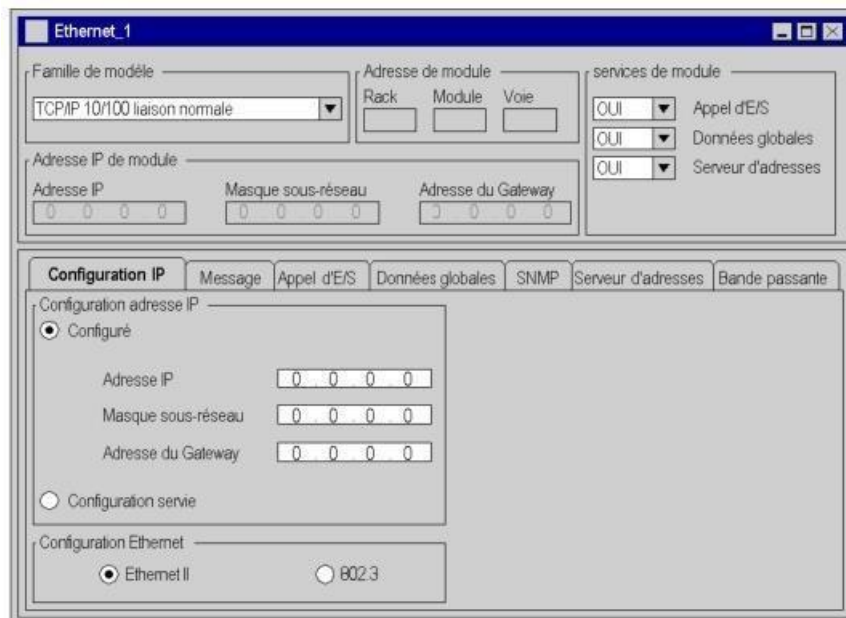 Ethernet_1
Famille de modéle
TCP/IP 10/100 liaison normale
Adresse de module
Rack Module Voie
services de module
OUI Appel d'E/S
OUI Données globales
OUI Serveur d'adresses
Adresse IP de module
Adresse IP Masque sous-réseau Adresse du Gateway
0 0 0 0 0 0 0 0 0 0 0 0
Configuration IP Message Appel d'E/S Données globales SNMP Serveur d'adresses Bande passante
Configuration adresse IP
Configuré
Adresse IP 0 . 0 . 0 . 0
Masque sous-réseau 0 . 0 . 0 . 0
Adresse du Gateway 0 . 0 . 0 . 0
Configuration servie
Configuration Ethernet
Ethernet II 802.3